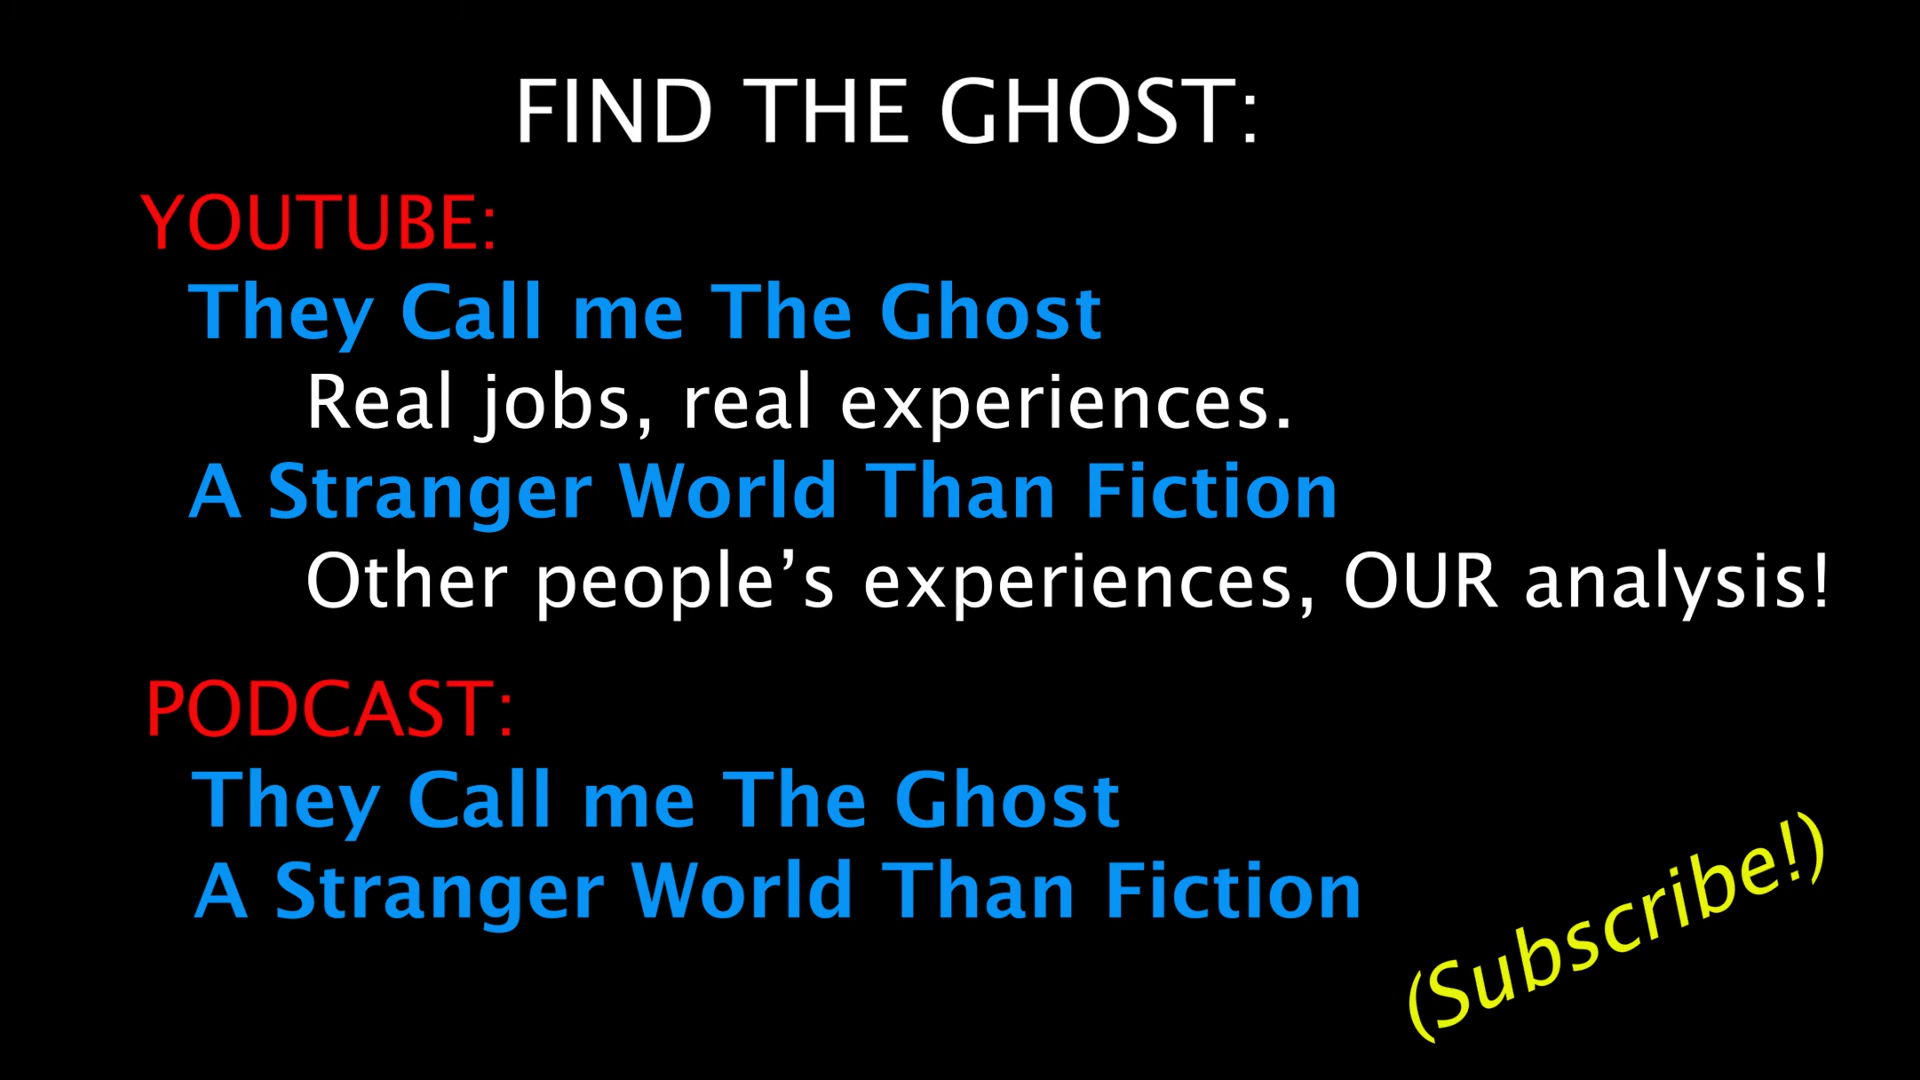 FIND THE GHOST:
YOUTUBE:
They Call me The Ghost
Real jobs, real experiences.
A Stranger World Than Fiction
Other people’s experiences, OUR analysis!
PODCAST:
They Call me The Ghost
A Stranger World Than Fiction
(Subscribe!)